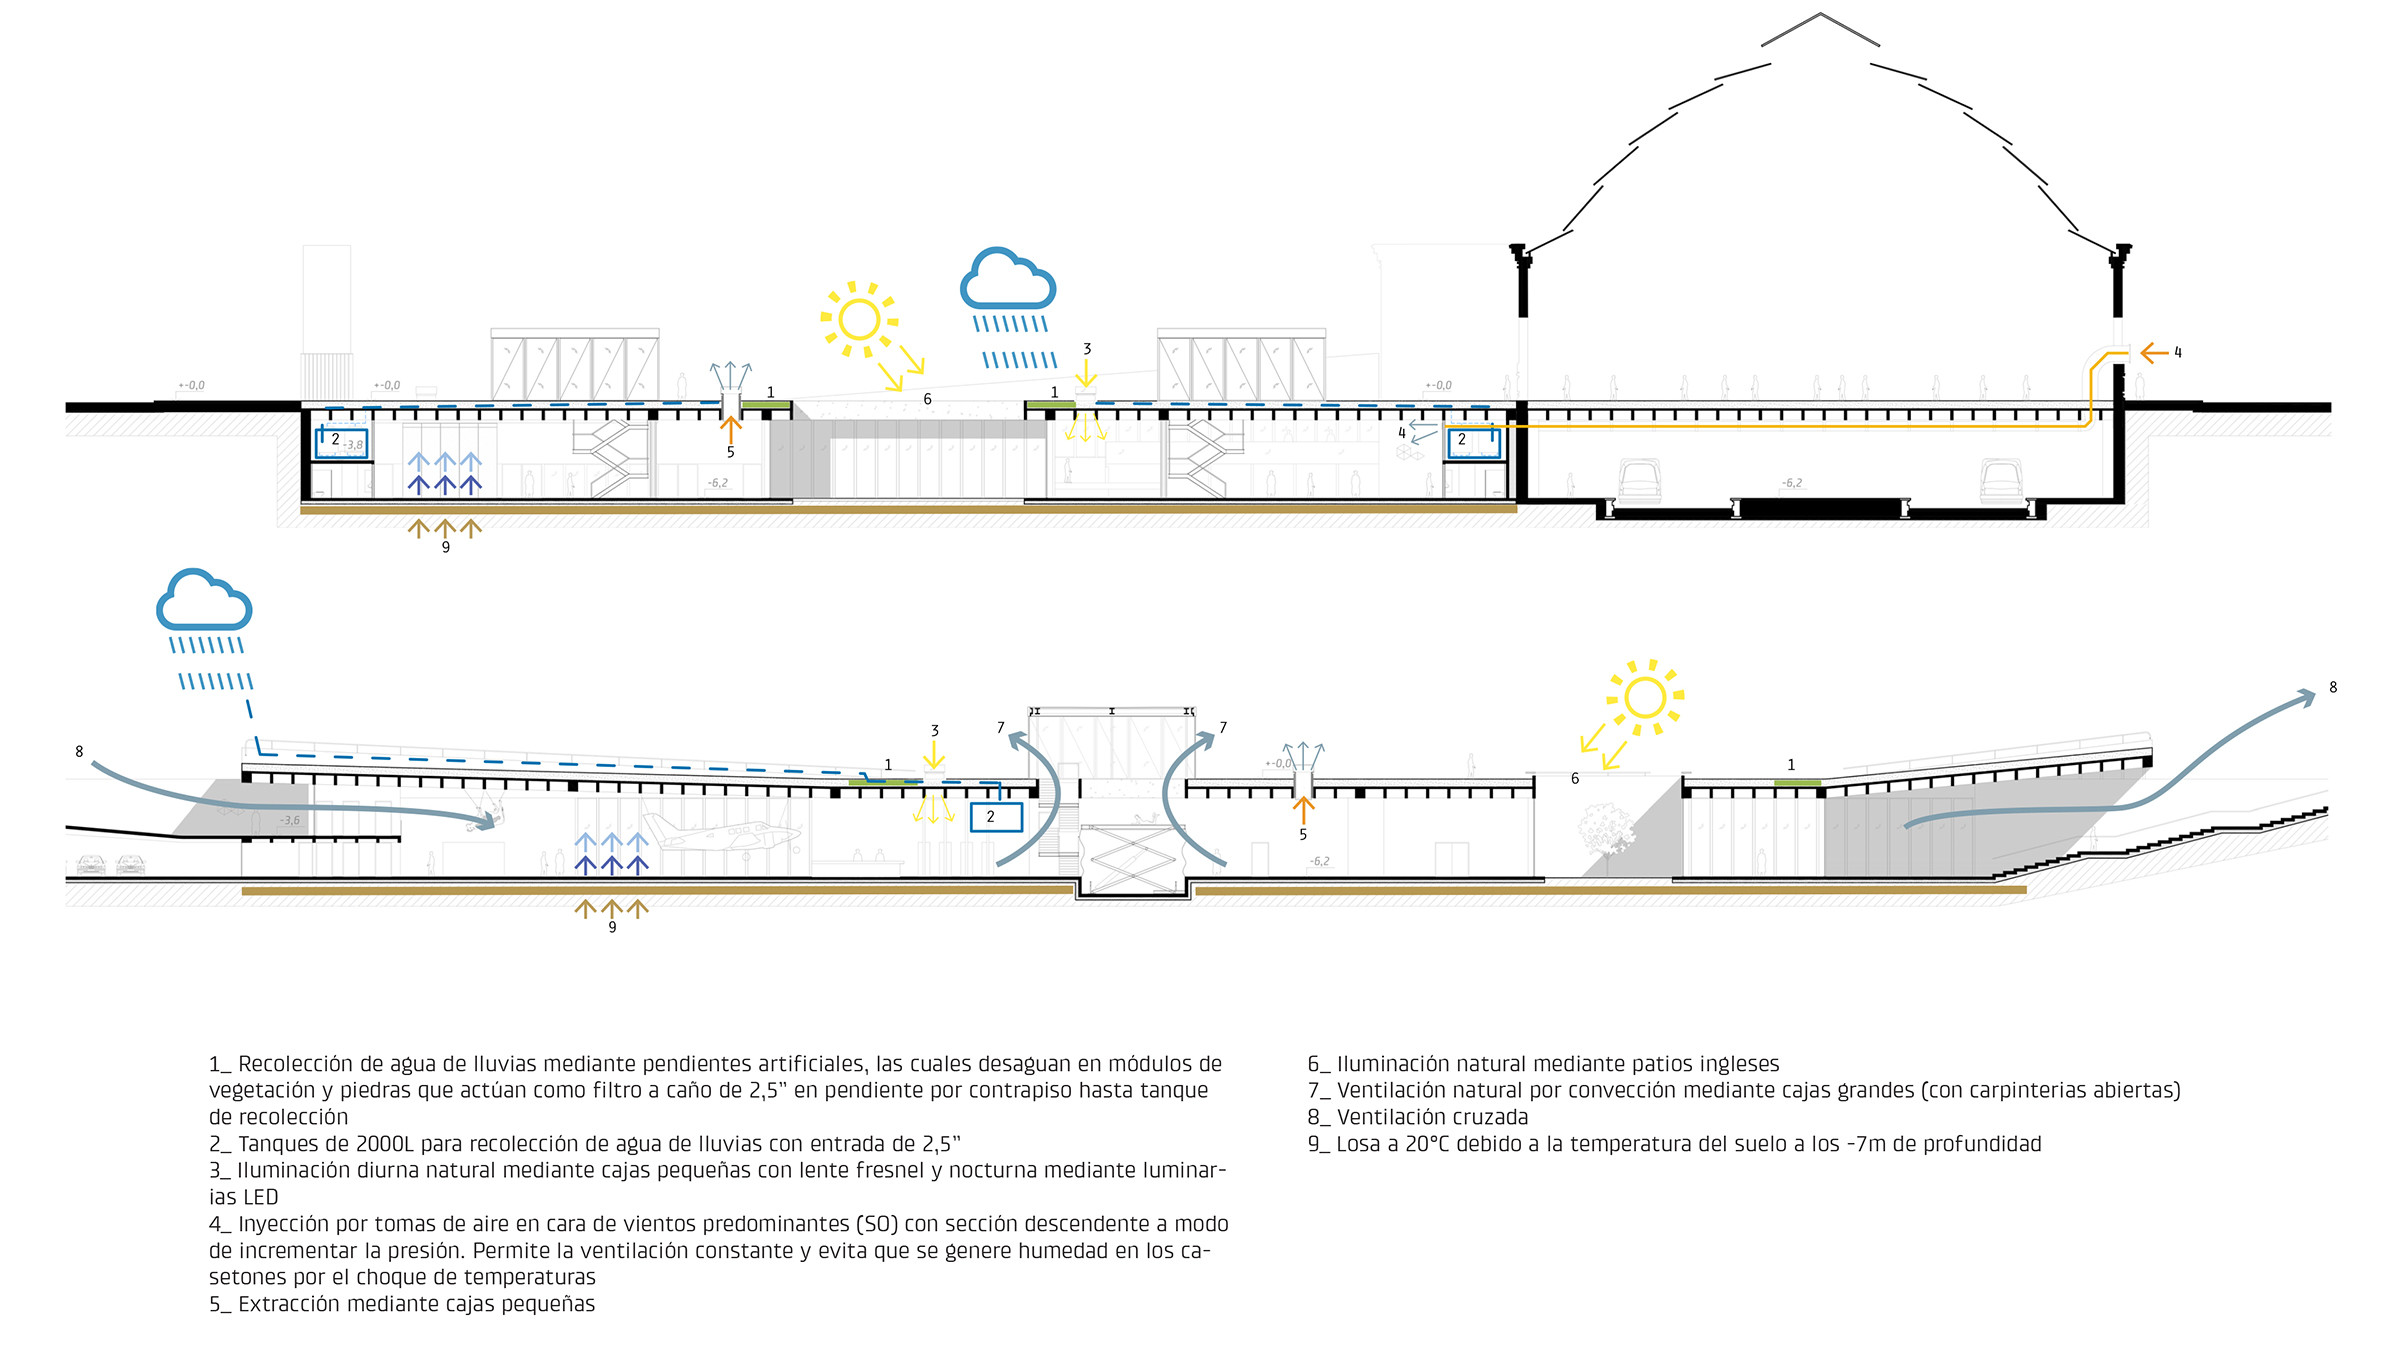 3
4
+-0,0
+-0,0
1
6
1
+-0,0
2
-3,8
5
4
2
-6,2
-6,2
9
8
8
7
7
3
1
+-0,0
6
1
-3,6
2
5
-6,2
9
1_ Recolección de agua de lluvias mediante pendientes artificiales, las cuales desaguan en módulos de
vegetación y piedras que actúan como filtro a caño de 2,5” en pendiente por contrapiso hasta tanque
de recolección
2_ Tanques de 2000L para recolección de agua de lluvias con entrada de 2,5”
3_ Iluminación diurna natural mediante cajas pequeñas con lente fresnel y nocturna mediante luminar-
ias LED
4_ Inyección por tomas de aire en cara de vientos predominantes (SO) con sección descendente a modo
de incrementar la presión. Permite la ventilación constante y evita que se genere humedad en los ca-
setones por el choque de temperaturas
5_ Extracción mediante cajas pequeñas
6_ Iluminación natural mediante patios ingleses
7_ Ventilación natural por convección mediante cajas grandes (con carpinterias abiertas)
8_ Ventilación cruzada
9_ Losa a 20°C debido a la temperatura del suelo a los -7m de profundidad